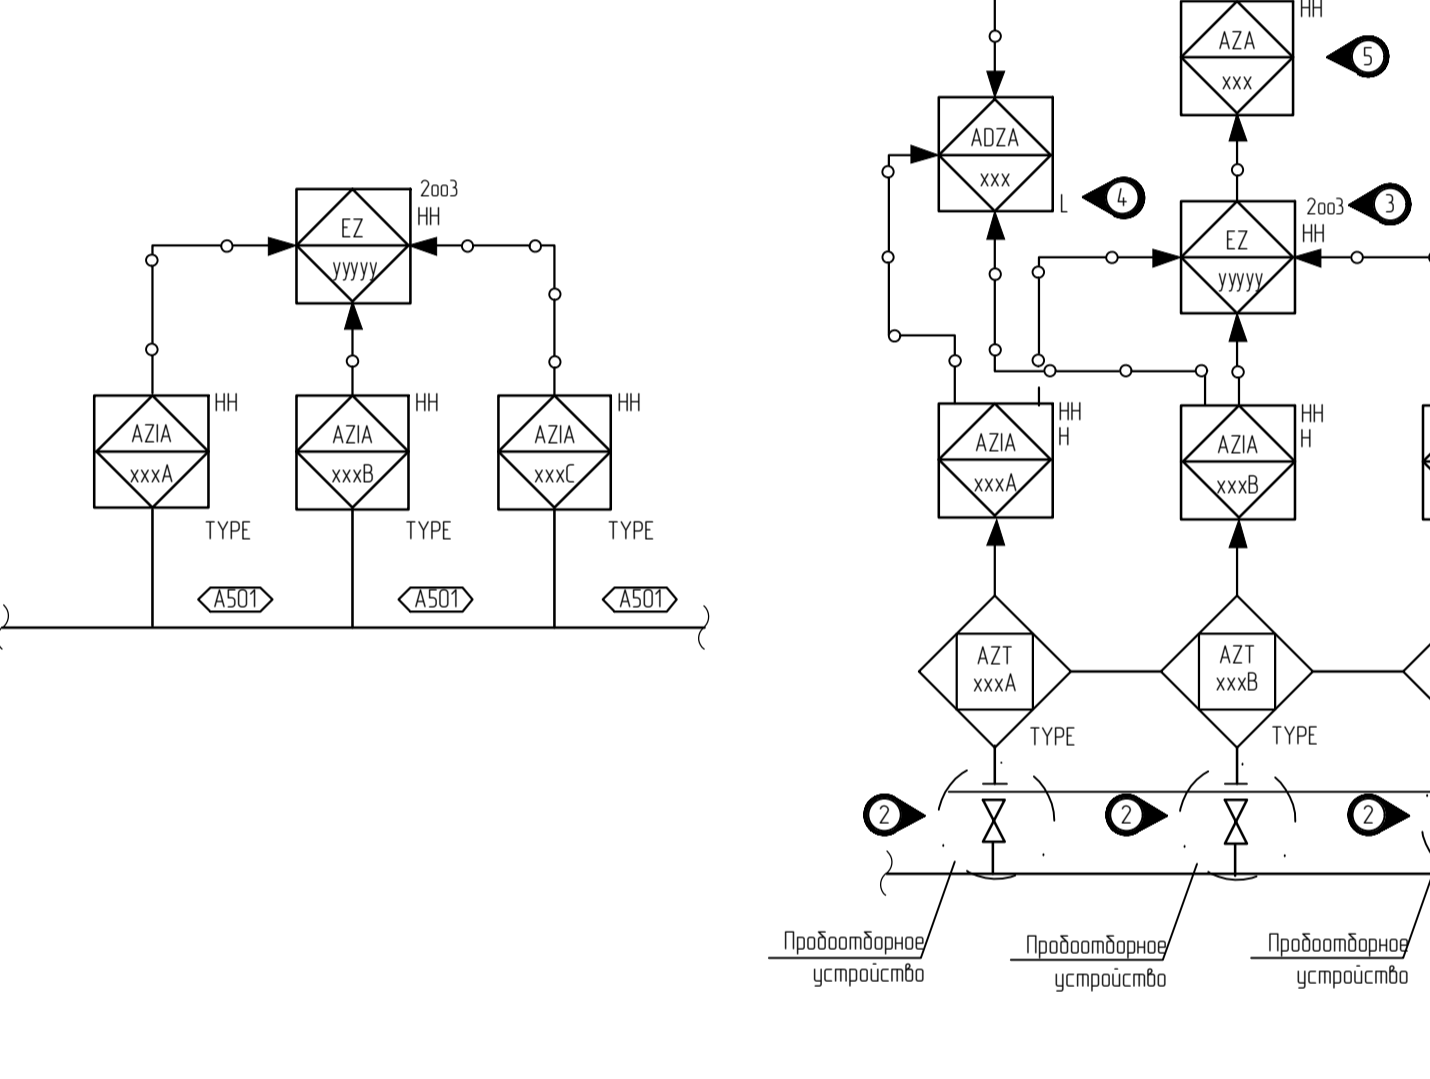 2oo3
HH
EZ
yyyyy
HH
AZIA
xxxA
TYPE
HH
AZIA
xxxB
TYPE
HH
AZIA
xxxC
TYPE
A501
A501
A501
HH
AZA
xxx
5
ADZA
xxx
L
4
2oo3
HH
3
EZ
yyyyy
HH
H
AZIA
xxxA
HH
H
AZIA
xxxB
AZT
xxxA
TYPE
AZT
xxxB
TYPE
2
2
2
Пробоотборное
устройство
Пробоотборное
устройство
Пробоотборное
устройство